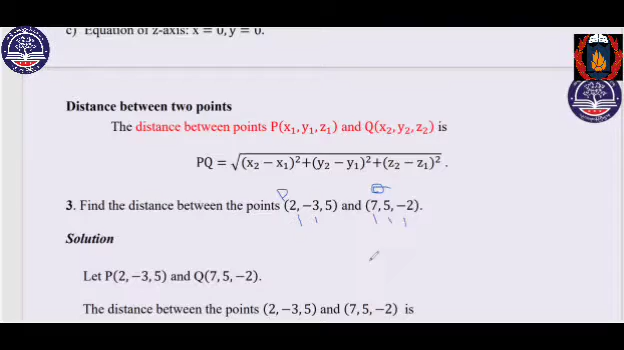 c) Equation of z-axis: x = 0, y = 0.
Distance between two points
The distance between points P(x₁, y₁, z₁) and Q(x₂, y₂, z₂) is
PQ = √(x₂ − x₁)²+(y₂ − y₁)²+(z₂ − z₁)² .
P
3. Find the distance between the points (2, −3, 5) and (7, 5, −2).
Solution
Let P(2, −3, 5) and Q(7, 5, −2).
The distance between the points (2, −3, 5) and (7, 5, −2) is